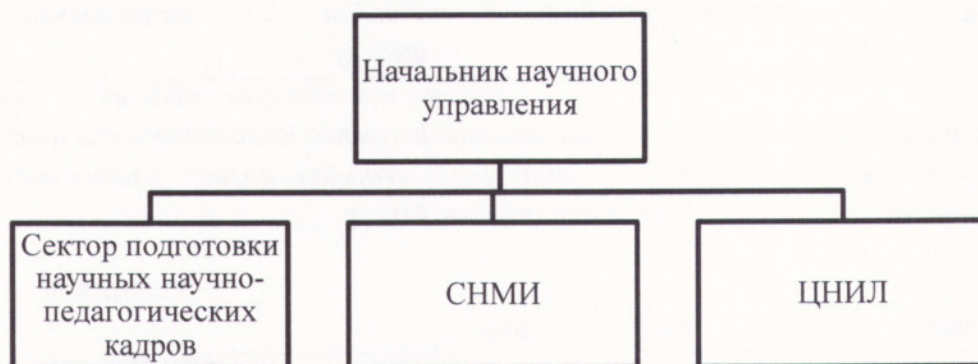 Начальник научного
управления
Сектор подготовки
научных научно-
педагогических
кадров
СНМИ
ЦНИЛ